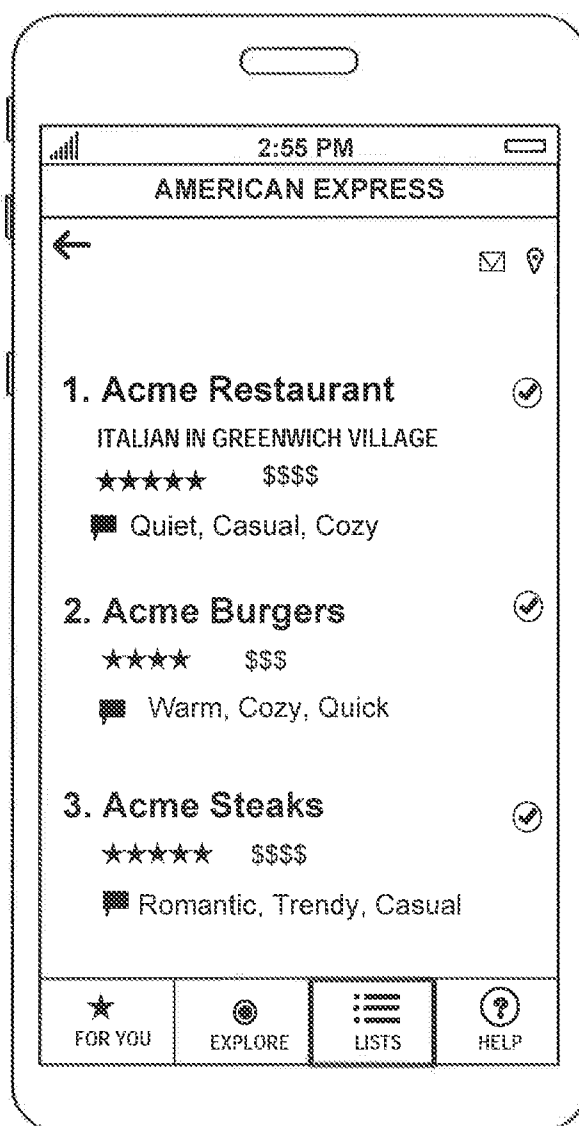 2:55 PM
AMERICAN EXPRESS
1. Acme Restaurant
ITALIAN IN GREENWICH VILLAGE
★★★★★ $$$$
Quiet, Casual, Cozy
2. Acme Burgers
★★★★ $$$
Warm, Cozy, Quick
3. Acme Steaks
★★★★★ $$$$
Romantic, Trendy, Casual
FOR YOU EXPLORE LISTS HELP